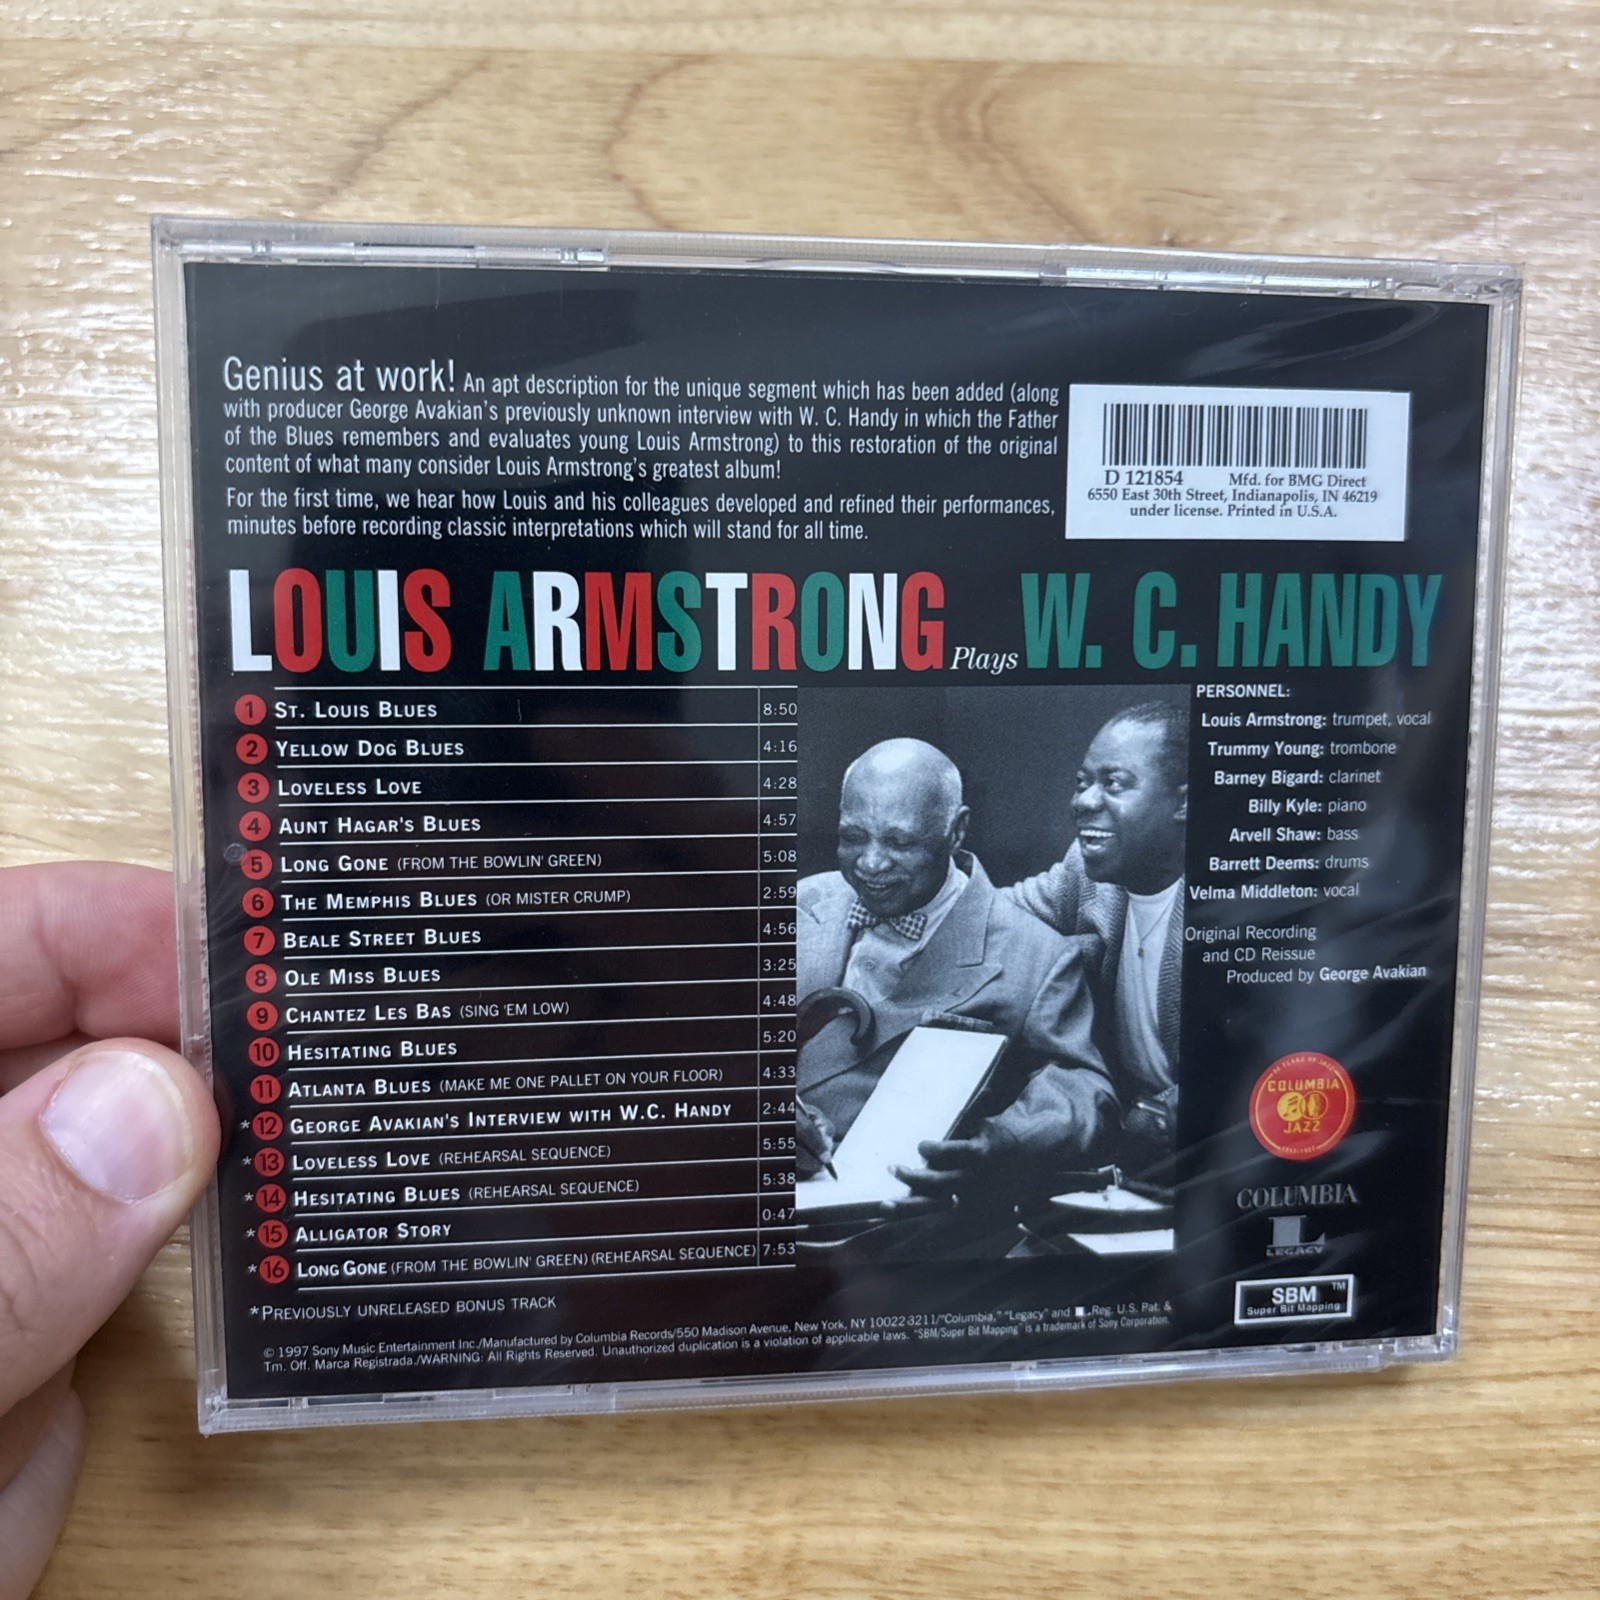 Genius at work! An apt description for the unique segment which has been added (along
with producer George Avakian's previously unknown interview with W. C. Handy in which the Father
of the Blues remembers and evaluates young Louis Armstrong) to this restoration of the original
content of what many consider Louis Armstrong's greatest album!
For the first time, we hear how Louis and his colleagues developed and refined their performances,
minutes before recording classic interpretations which will stand for all time.
D 121854 Mfd. for BMG Direct
6550 East 30th Street, Indianapolis, IN 46219
under license. Printed in U.S.A.
LOUIS ARMSTRONG Plays W. C. HANDY
1 ST. LOUIS BLUES 8:50
2 YELLOW DOG BLUES 4:16
3 LOVELESS LOVE 4:28
4 AUNT HAGAR'S BLUES 4:57
5 LONG GONE (FROM THE BOWLIN' GREEN) 5:08
6 THE MEMPHIS BLUES (OR MISTER CRUMP) 2:59
7 BEALE STREET BLUES 4:56
8 OLE MISS BLUES 3:25
9 CHANTEZ LES BAS (SING 'EM LOW) 4:48
10 HESITATING BLUES 5:20
11 ATLANTA BLUES (MAKE ME ONE PALLET ON YOUR FLOOR) 4:33
*12 GEORGE AVAKIAN'S INTERVIEW WITH W.C. HANDY 2:44
*13 LOVELESS LOVE (REHEARSAL SEQUENCE) 5:55
*14 HESITATING BLUES (REHEARSAL SEQUENCE) 5:38
*15 ALLIGATOR STORY 0:47
*16 LONG GONE (FROM THE BOWLIN' GREEN) (REHEARSAL SEQUENCE) 7:53
*PREVIOUSLY UNRELEASED BONUS TRACK
PERSONNEL:
Louis Armstrong: trumpet, vocal
Trummy Young: trombone
Barney Bigard: clarinet
Billy Kyle: piano
Arvell Shaw: bass
Barrett Deems: drums
Velma Middleton: vocal
Original Recording
and CD Reissue
Produced by George Avakian
COLUMBIA
JAZZ
COLUMBIA
L
LEGACY
SBM™
Super Bit Mapping
© 1997 Sony Music Entertainment Inc./Manufactured by Columbia Records/550 Madison Avenue, New York, NY 10022-3211/"Columbia," "Legacy" and L Reg. U.S. Pat. &
Tm. Off. Marca Registrada./WARNING: All Rights Reserved. Unauthorized duplication is a violation of applicable laws. "SBM/Super Bit Mapping" is a trademark of Sony Corporation.